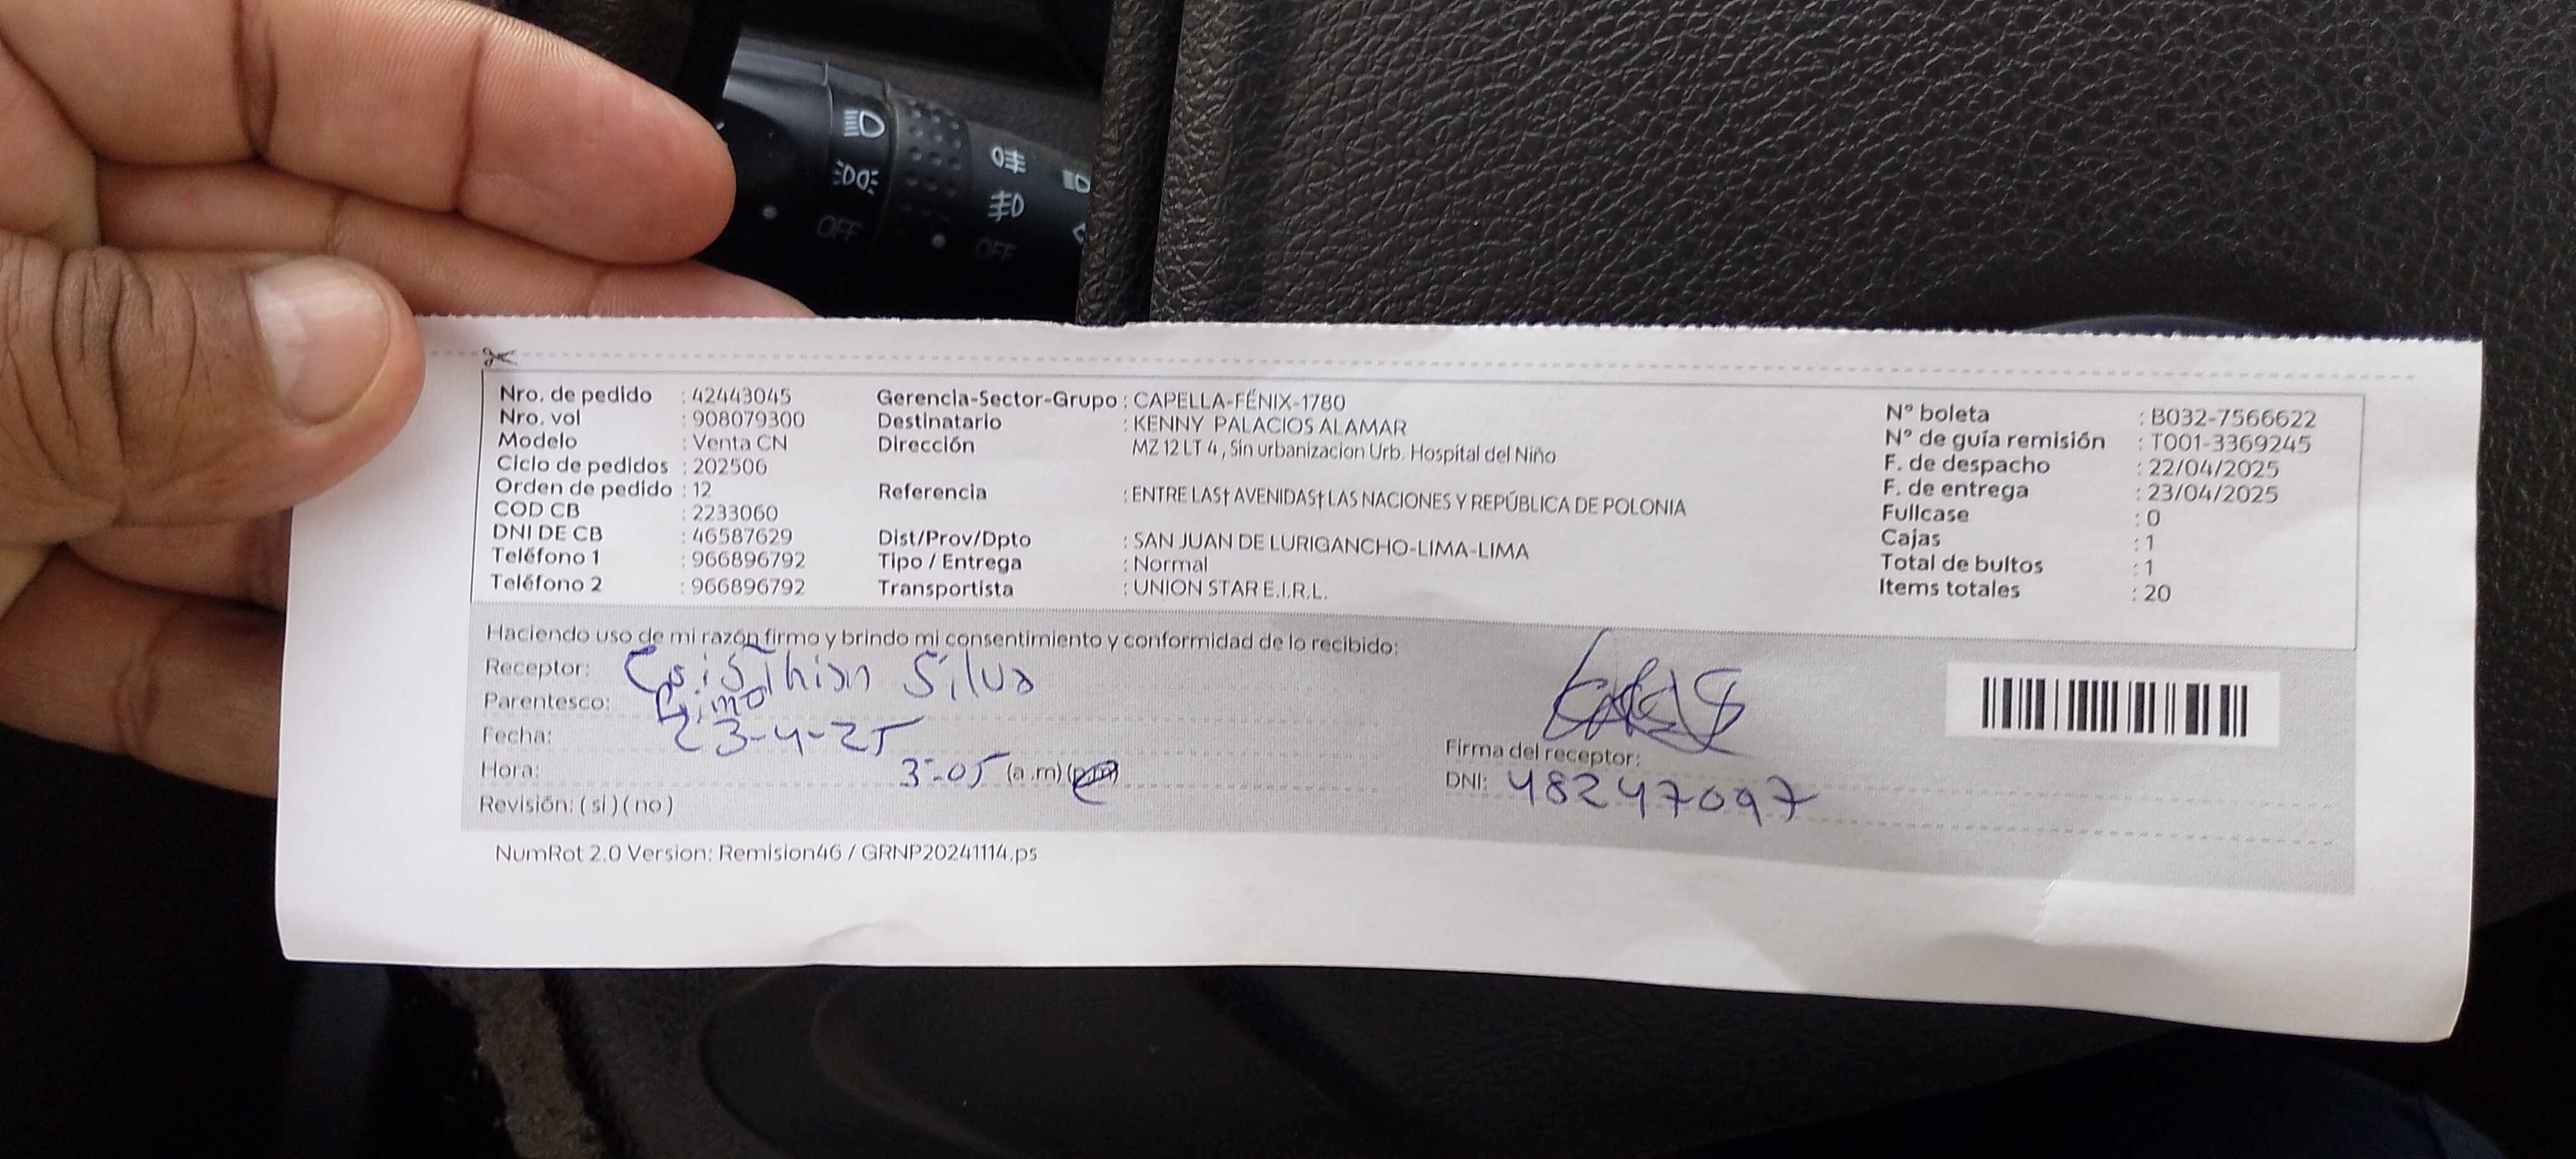 OFF
OFF
Nro. de pedido : 42443045
Nro. vol : 908079300
Modelo : Venta CN
Ciclo de pedidos : 202506
Orden de pedido : 12
COD CB : 2233060
DNI DE CB : 46587629
Teléfono 1 : 966896792
Teléfono 2 : 966896792
Gerencia-Sector-Grupo : CAPELLA-FÉNIX-1780
Destinatario : KENNY PALACIOS ALAMAR
Dirección MZ 12 LT 4 , Sin urbanizacion Urb. Hospital del Niño
Referencia : ENTRE LAS† AVENIDAS† LAS NACIONES Y REPÚBLICA DE POLONIA
Dist/Prov/Dpto : SAN JUAN DE LURIGANCHO-LIMA-LIMA
Tipo / Entrega : Normal
Transportista : UNION STAR E.I.R.L.
N° boleta : B032-7566622
N° de guía remisión : T001-3369245
F. de despacho : 22/04/2025
F. de entrega : 23/04/2025
Fullcase : 0
Cajas : 1
Total de bultos : 1
Items totales : 20
Haciendo uso de mi razón firmo y brindo mi consentimiento y conformidad de lo recibido:
Receptor: Silva
Parentesco: Primo
Fecha: 23-4-25
Hora: 3-05 (a.m) (p.m)
Revisión: ( si ) ( no )
Firma del receptor:
DNI: 48247097
NumRot 2.0 Version: Remision46 / GRNP20241114.ps